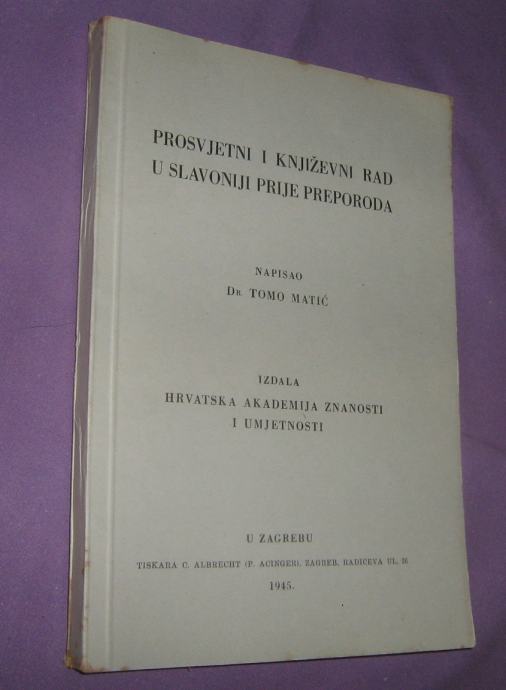 PROSVJETNI I KNJIŽEVNI RAD
U SLAVONIJI PRIJE PREPORODA
NAPISAO
DR TOMO MATIĆ
IZDALA
HRVATSKA AKADEMIJA ZNANOSTI
I UMJETNOSTI
U ZAGREBU
TISKARA C. ALBRECHT (P. ACINGER), ZAGREB, RADIĆEVA UL. 26
1945.